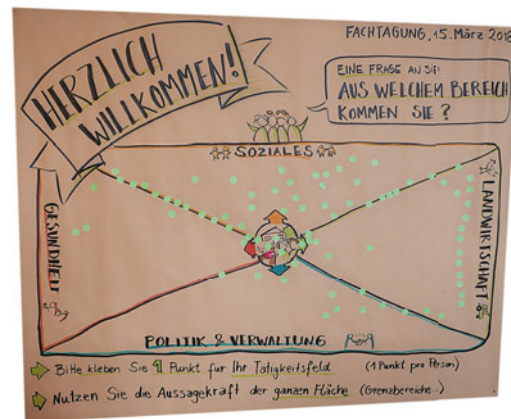 HERZLICH
WILLKOMMEN!
FACHTAGUNG, 15. März 2018
EINE FRAGE AN SIE:
AUS WELCHEM BEREICH
KOMMEN SIE?
SOZIALES
GESUNDHEIT
LANDWIRTSCHAFT
POLITIK & VERWALTUNG
Bitte kleben Sie 1 Punkt für Ihr Tätigkeitsfeld (1 Punkt pro Person)
Nutzen Sie die Aussagekraft der ganzen Fläche (Grenzbereiche)